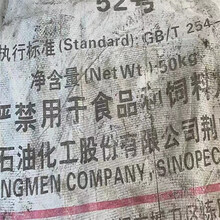 52号
执行标准(Standard): GB/T 254
净含量(Net Wt.):50kg
严禁用于食品和饲料
石油化工股份有限公司荆
NGMEN COMPANY, SINOPEC